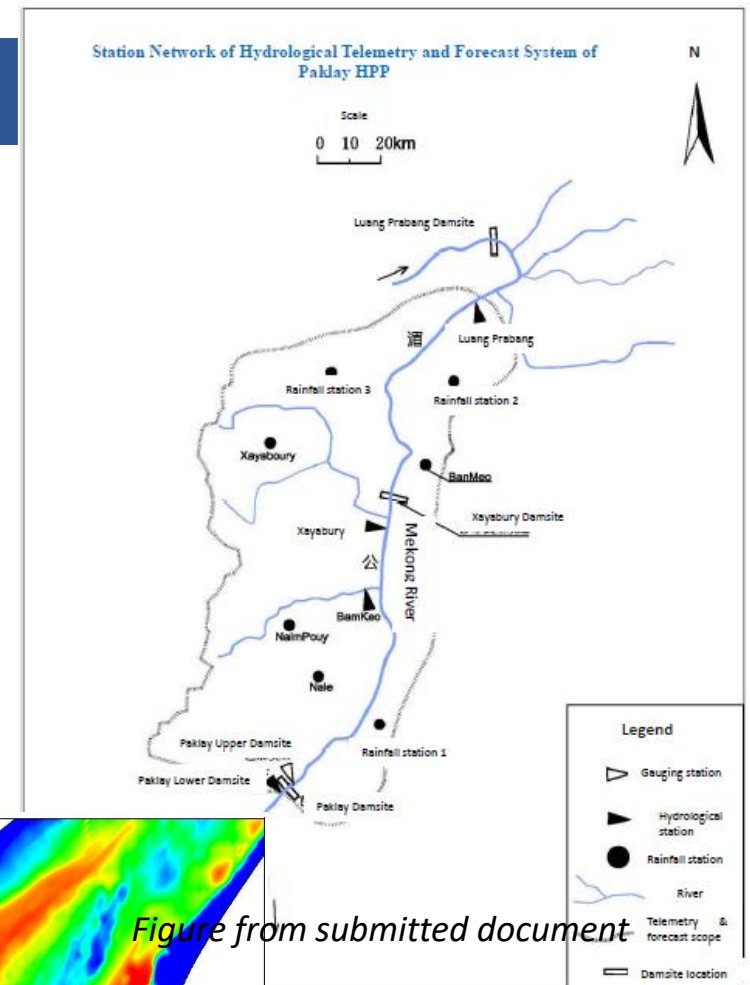 Station Network of Hydrological Telemetry and Forecast System of
Paklay HPP
N
Scale
0 10 20km
Luang Prabang Damsite
湄
Luang Prabang
Rainfall station 3
Rainfall station 2
Xayaboury
BanMeo
Xayabury Damsite
Xayabury
公
Mekong River
BamKeo
NaimPouy
Nale
Paklay Upper Damsite
Rainfall station 1
Paklay Lower Damsite
Paklay Damsite
Legend
Gauging station
Hydrological
station
Rainfall station
River
Telemetry &
forecast scope
Damsite location
Figure from submitted document